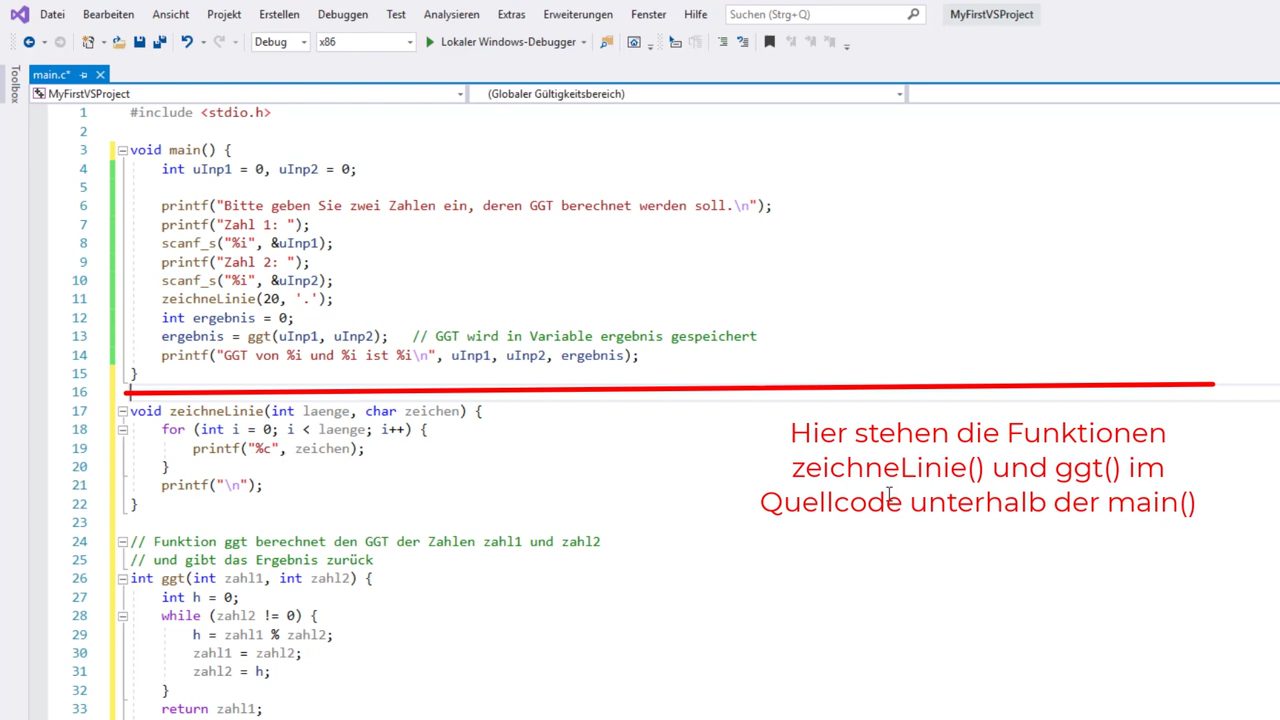 Datei Bearbeiten Ansicht Projekt Erstellen Debuggen Test Analysieren Extras Erweiterungen Fenster Hilfe Suchen (Strg+Q) MyFirstVSProject
Debug x86 Lokaler Windows-Debugger
Toolbox
main.c*
MyFirstVSProject (Globaler Gültigkeitsbereich)
1 #include <stdio.h>
2
3 void main() {
4 int uInp1 = 0, uInp2 = 0;
5
6 printf("Bitte geben Sie zwei Zahlen ein, deren GGT berechnet werden soll.\n");
7 printf("Zahl 1: ");
8 scanf_s("%i", &uInp1);
9 printf("Zahl 2: ");
10 scanf_s("%i", &uInp2);
11 zeichneLinie(20, '.');
12 int ergebnis = 0;
13 ergebnis = ggt(uInp1, uInp2); // GGT wird in Variable ergebnis gespeichert
14 printf("GGT von %i und %i ist %i\n", uInp1, uInp2, ergebnis);
15 }
16
17 void zeichneLinie(int laenge, char zeichen) {
18 for (int i = 0; i < laenge; i++) {
19 printf("%c", zeichen);
20 }
21 printf("\n");
22 }
23
24 // Funktion ggt berechnet den GGT der Zahlen zahl1 und zahl2
25 // und gibt das Ergebnis zurück
26 int ggt(int zahl1, int zahl2) {
27 int h = 0;
28 while (zahl2 != 0) {
29 h = zahl1 % zahl2;
30 zahl1 = zahl2;
31 zahl2 = h;
32 }
33 return zahl1;
Hier stehen die Funktionen
zeichneLinie() und ggt() im
Quellcode unterhalb der main()